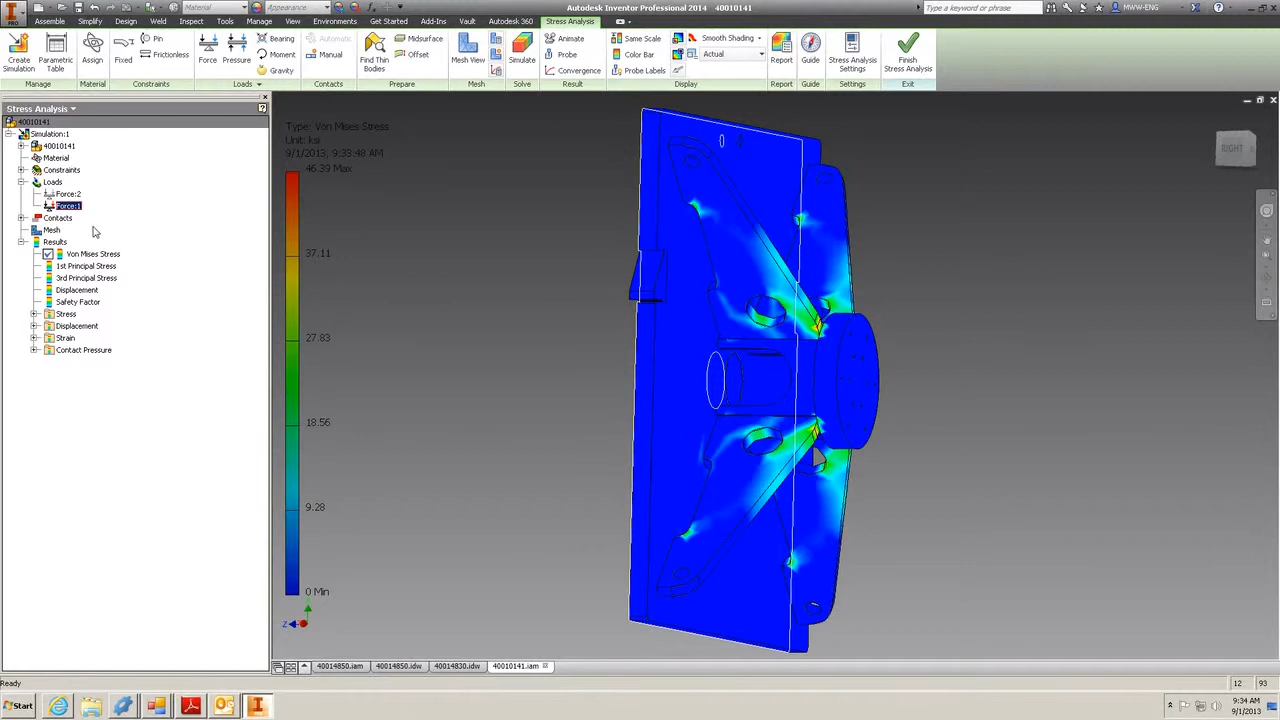 Material
Appearance
Autodesk Inventor Professional 2014 40010141
Type a keyword or phrase
MWW-ENG
PRO
Assembly Simplify Design Weld Inspect Tools Manage View Environments Get Started Add-Ins Vault Autodesk 360 Stress Analysis
Create Simulation
Parametric Table
Assign
Fixed
Pin
Frictionless
Force
Pressure
Bearing
Moment
Gravity
Automatic
Manual
Find Thin Bodies
Midsurface
Offset
Mesh View
Simulate
Animate
Probe
Convergence
Same Scale
Color Bar
Probe Labels
Smooth Shading
Actual
Report
Guide
Stress Analysis Settings
Finish Stress Analysis
Manage Material Constraints Loads Contacts Prepare Mesh Solve Result Display Report Guide Settings Exit
Stress Analysis
40010141
Simulation:1
40010141
Material
Constraints
Loads
Force:2
Force:1
Contacts
Mesh
Results
Von Mises Stress
1st Principal Stress
3rd Principal Stress
Displacement
Safety Factor
Stress
Displacement
Strain
Contact Pressure
Type: Von Mises Stress
Unit: ksi
9/1/2013, 9:33:48 AM
46.39 Max
37.11
27.83
18.56
9.28
0 Min
Z
RIGHT
40014850.iam 40014850.idw 40014830.idw 40010141.iam
Ready
12 93
Start
9:34 AM
9/1/2013